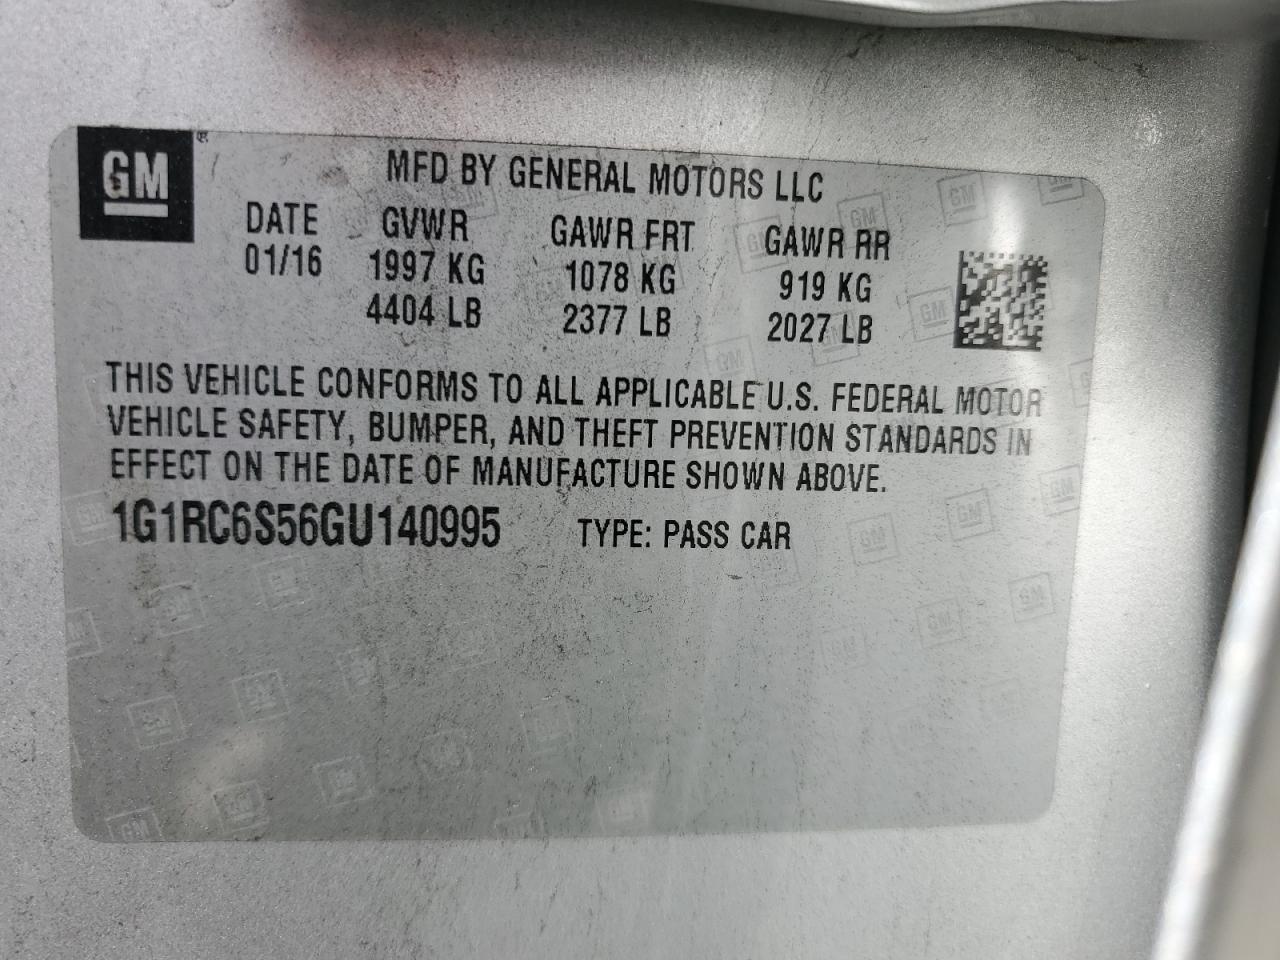 GM
MFD BY GENERAL MOTORS LLC
DATE GVWR GAWR FRT GAWR RR
01/16 1997 KG 1078 KG 919 KG
4404 LB 2377 LB 2027 LB
THIS VEHICLE CONFORMS TO ALL APPLICABLE U.S. FEDERAL MOTOR
VEHICLE SAFETY, BUMPER, AND THEFT PREVENTION STANDARDS IN
EFFECT ON THE DATE OF MANUFACTURE SHOWN ABOVE.
1G1RC6S56GU140995 TYPE: PASS CAR